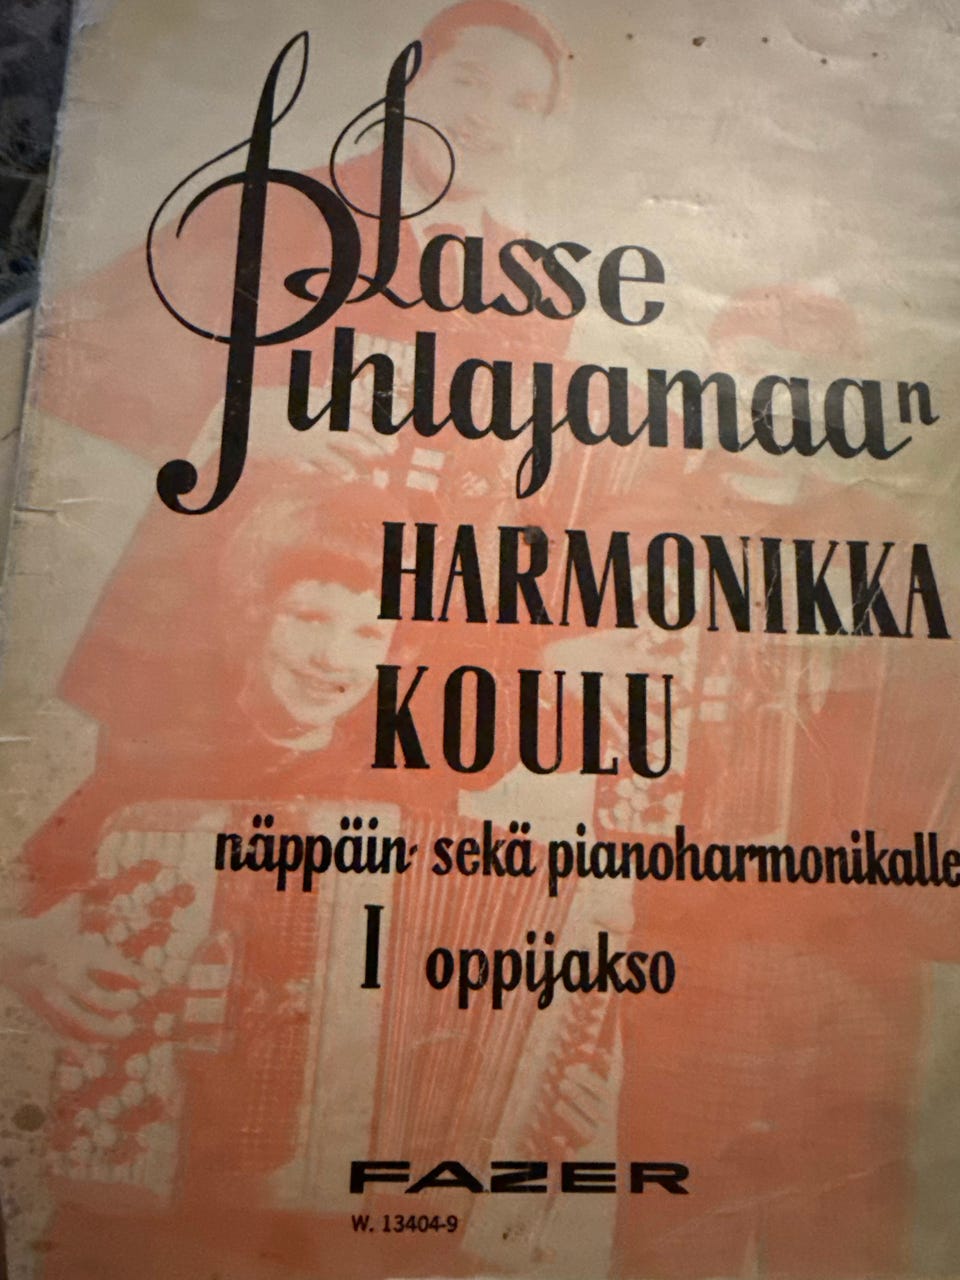 Lasse
Pihlajamaan
HARMONIKKA
KOULU
näppäin- sekä pianoharmonikalle
I oppijakso
FAZER
W. 13404-9